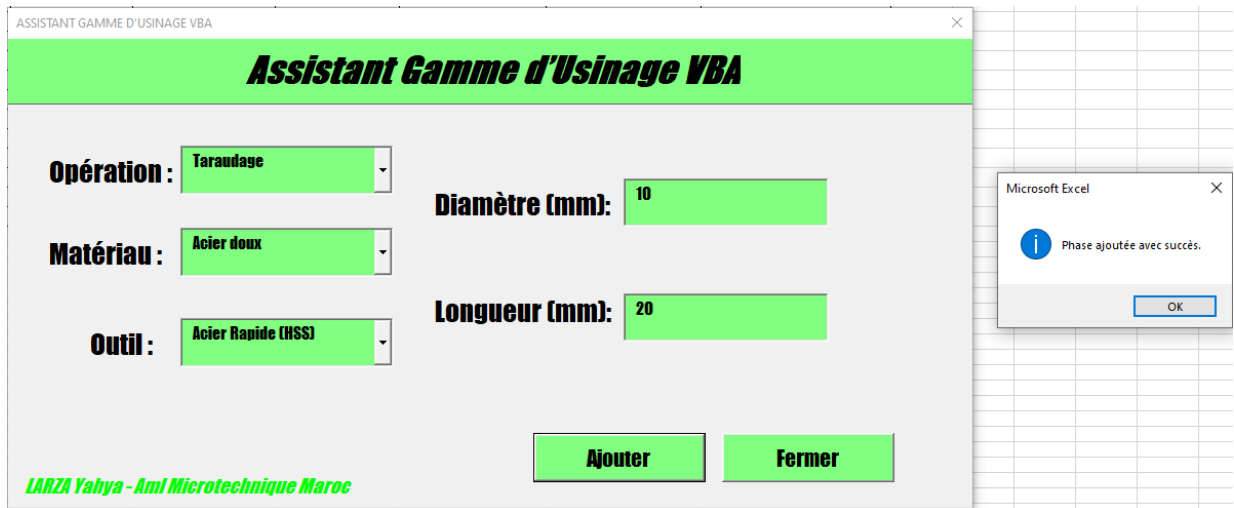 ASSISTANT GAMME D'USINAGE VBA
Assistant Gamme d'Usinage VBA
Opération :
Taraudage
Matériau :
Acier doux
Outil :
Acier Rapide (HSS)
Diamètre (mm):
10
Longueur (mm):
20
Ajouter
Fermer
LARZA Yahya - Aml Microtechnique Maroc
Microsoft Excel
Phase ajoutée avec succès.
OK